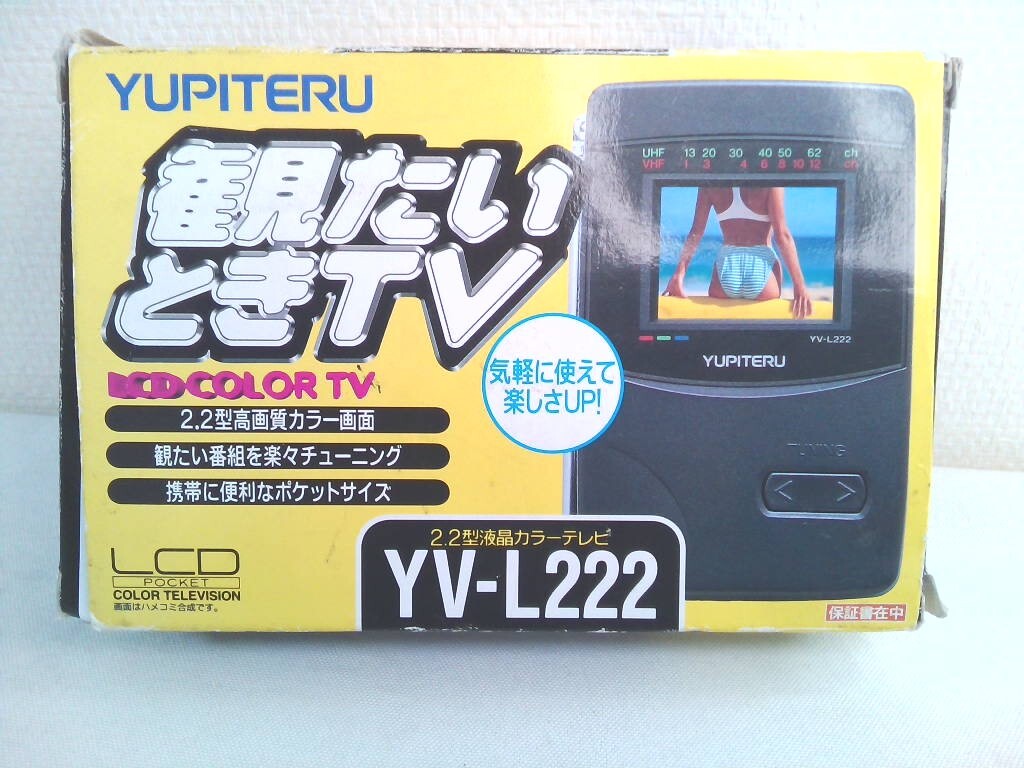 YUPITERU
観たい
ときTV
LCD COLOR TV
2.2型高画質カラー画面
観たい番組を楽々チューニング
携帯に便利なポケットサイズ
LCD
POCKET
COLOR TELEVISION
画面はハメコミ合成です。
気軽に使えて
楽しさUP!
2.2型液晶カラーテレビ
YV-L222
UHF 13 20 30 40 50 62 ch
VHF 1 3 4 6 8 10 12 ch
YV-L222
YUPITERU
TUNING
< >
保証書在中